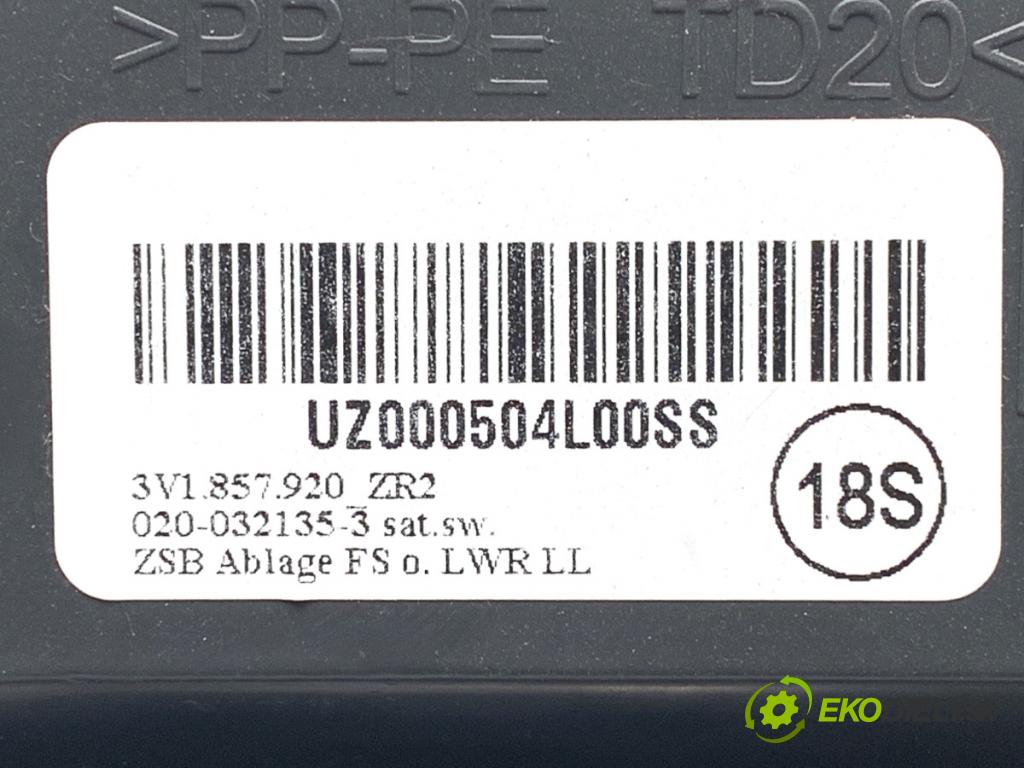 >PP-PE TD20<
UZ000504L00SS
3V1.857.920 ZR2
020-032135-3 sat.sw.
ZSB Ablage FS o. LWR LL
18S
EKO